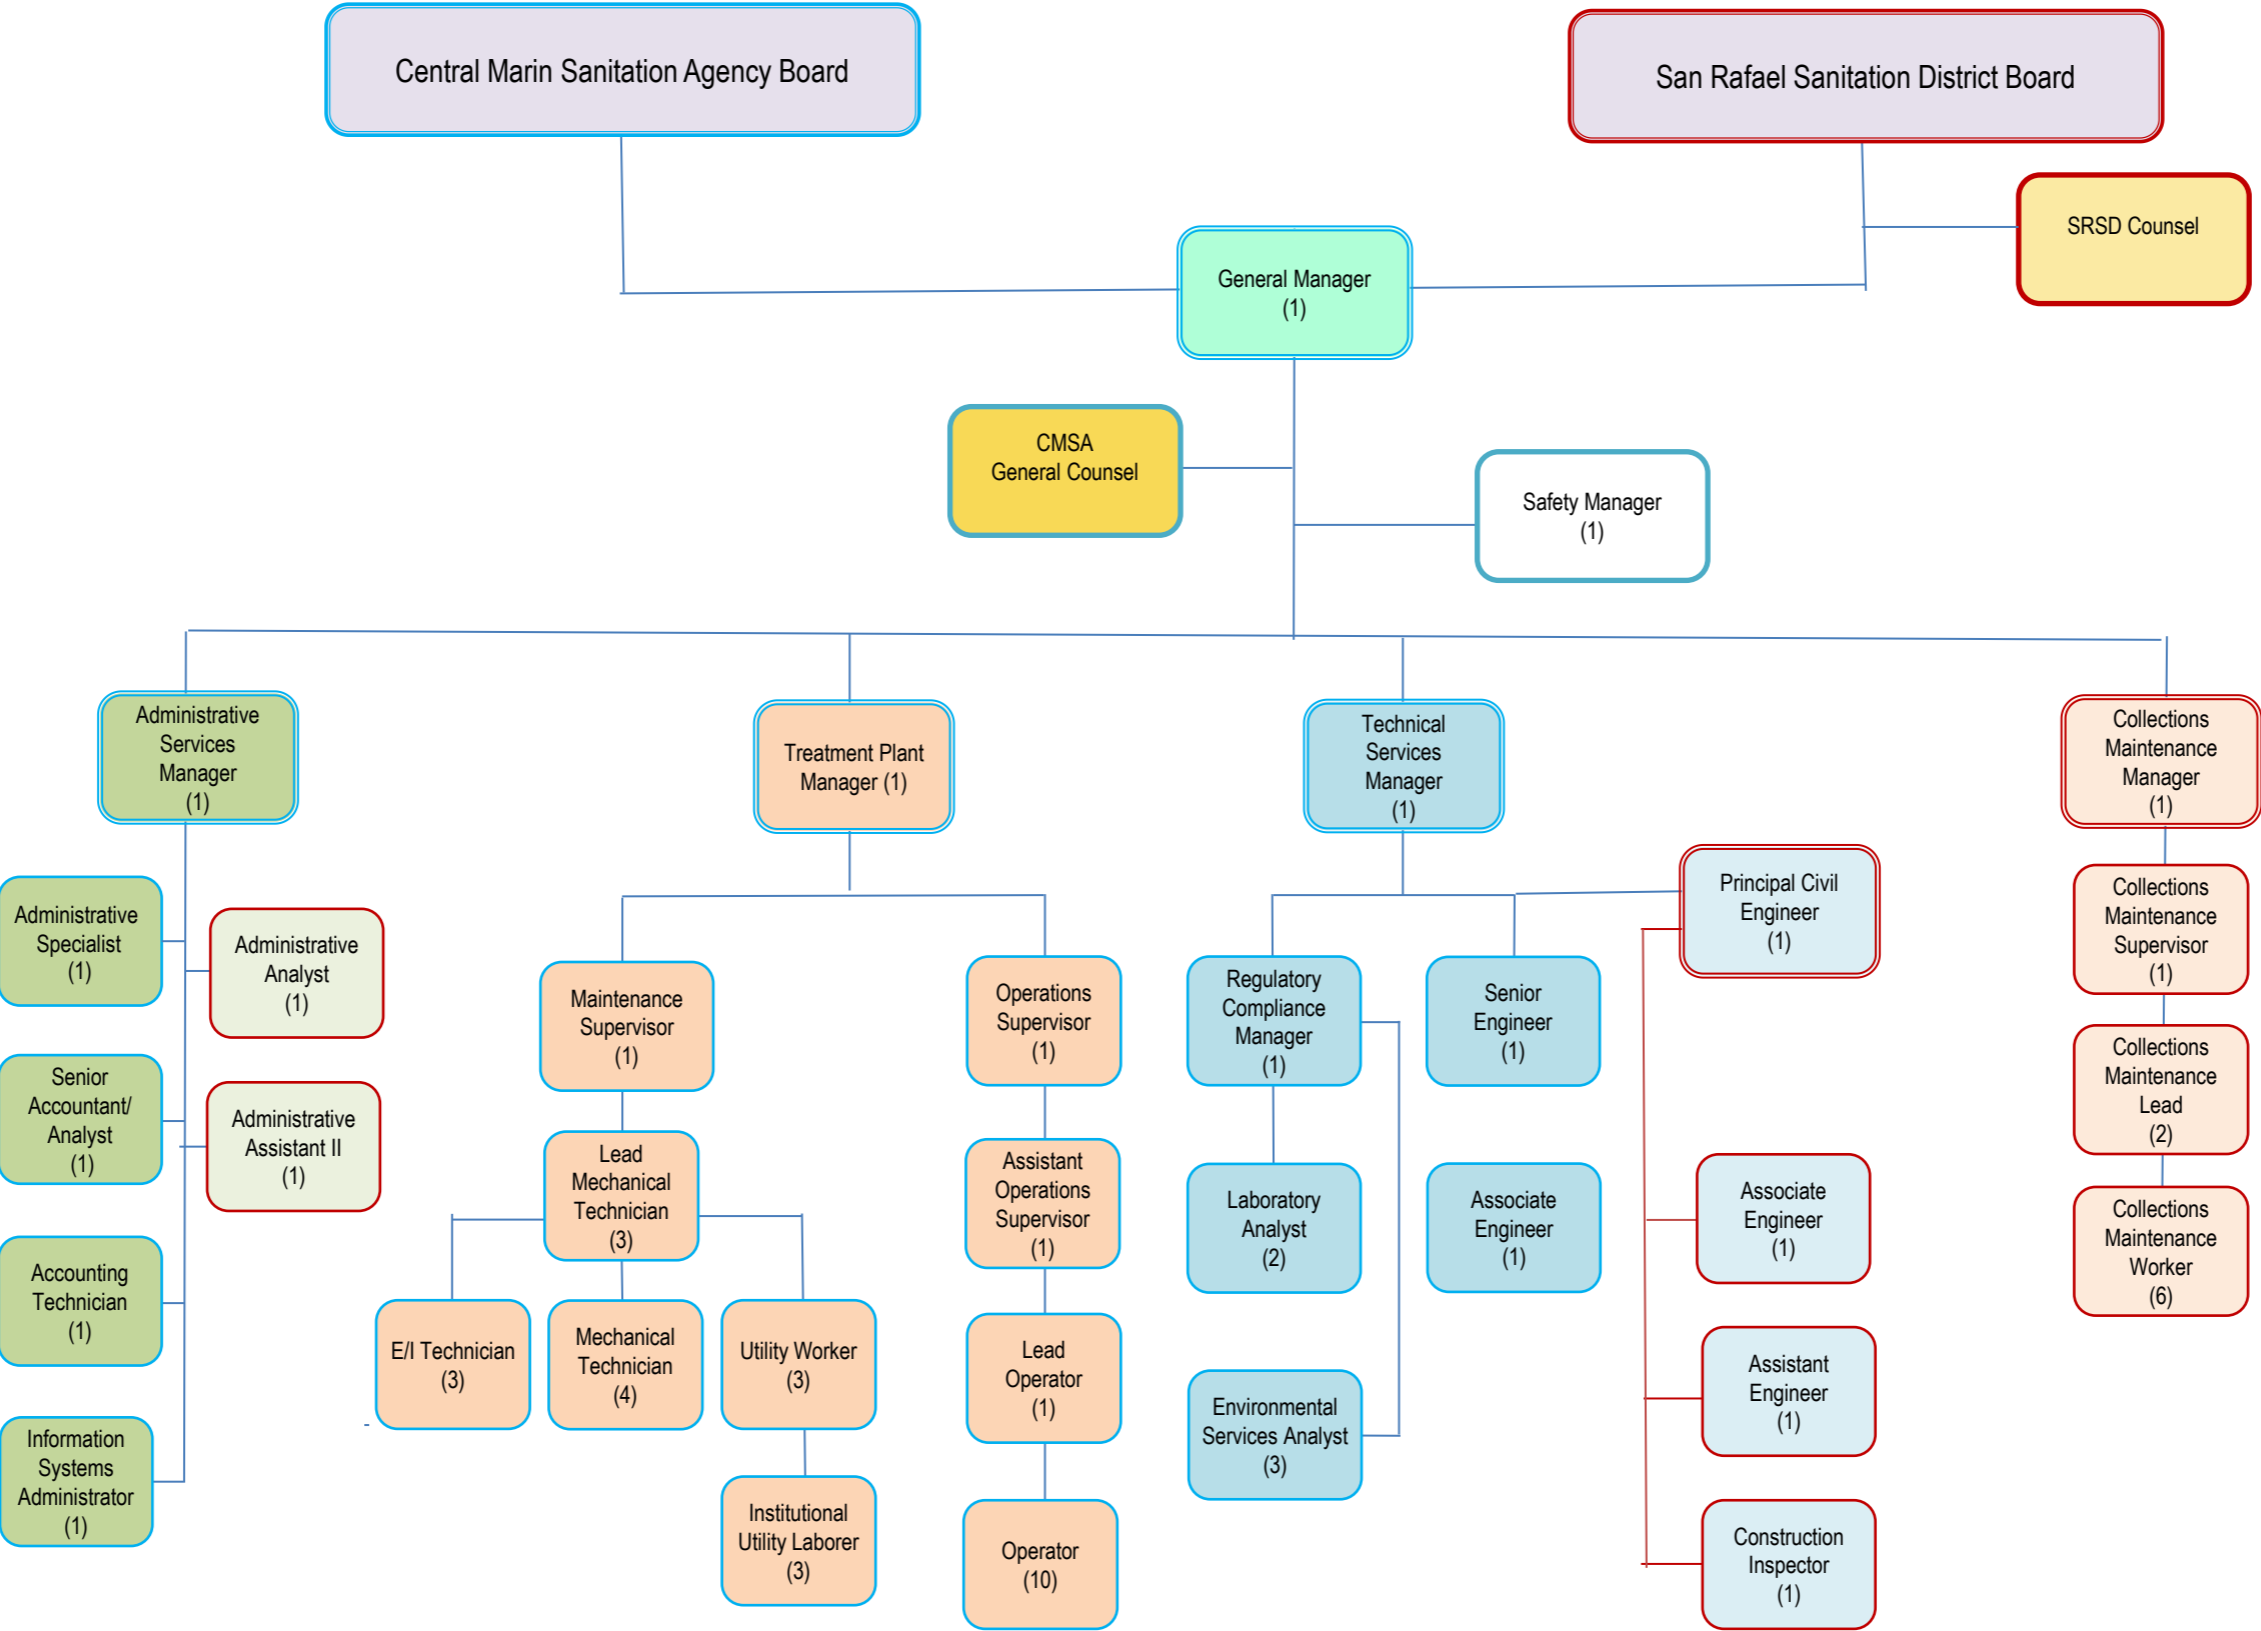 Central Marin Sanitation Agency Board
San Rafael Sanitation District Board
SRSD Counsel
General Manager
(1)
CMSA
General Counsel
Safety Manager
(1)
Administrative
Services
Manager
(1)
Treatment Plant
Manager (1)
Technical
Services
Manager
(1)
Collections
Maintenance
Manager
(1)
Administrative
Specialist
(1)
Administrative
Analyst
(1)
Senior
Accountant/
Analyst
(1)
Administrative
Assistant II
(1)
Accounting
Technician
(1)
Information
Systems
Administrator
(1)
Maintenance
Supervisor
(1)
Lead
Mechanical
Technician
(3)
E/I Technician
(3)
Mechanical
Technician
(4)
Utility Worker
(3)
Institutional
Utility Laborer
(3)
Operations
Supervisor
(1)
Assistant
Operations
Supervisor
(1)
Lead
Operator
(1)
Operator
(10)
Regulatory
Compliance
Manager
(1)
Laboratory
Analyst
(2)
Environmental
Services Analyst
(3)
Senior
Engineer
(1)
Associate
Engineer
(1)
Principal Civil
Engineer
(1)
Associate
Engineer
(1)
Assistant
Engineer
(1)
Construction
Inspector
(1)
Collections
Maintenance
Supervisor
(1)
Collections
Maintenance
Lead
(2)
Collections
Maintenance
Worker
(6)